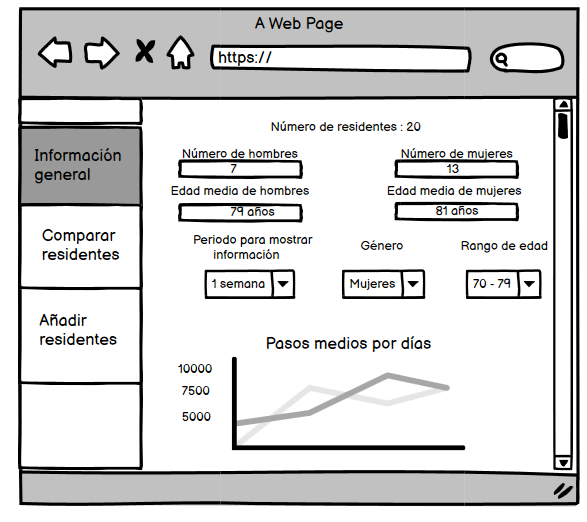 A Web Page
https://
Información
general
Comparar
residentes
Añadir
residentes
Número de residentes : 20
Número de hombres
7
Número de mujeres
13
Edad media de hombres
79 años
Edad media de mujeres
81 años
Periodo para mostrar
información
Género
Rango de edad
1 semana
Mujeres
70 - 79
Pasos medios por días
10000
7500
5000